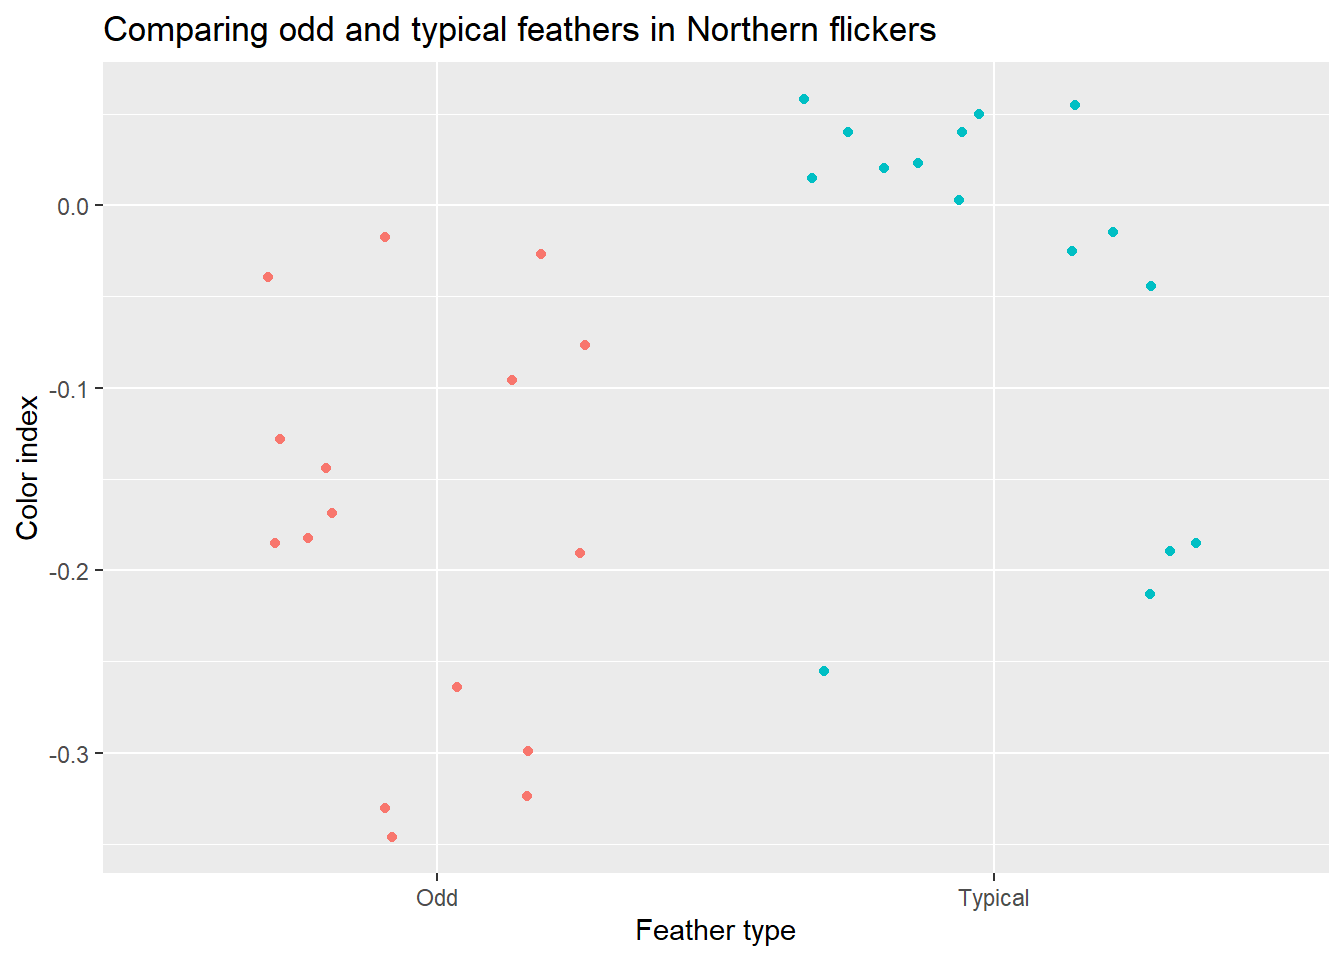 Comparing odd and typical feathers in Northern flickers
0.0
-0.1
-0.2
-0.3
Color index
Odd
Typical
Feather type